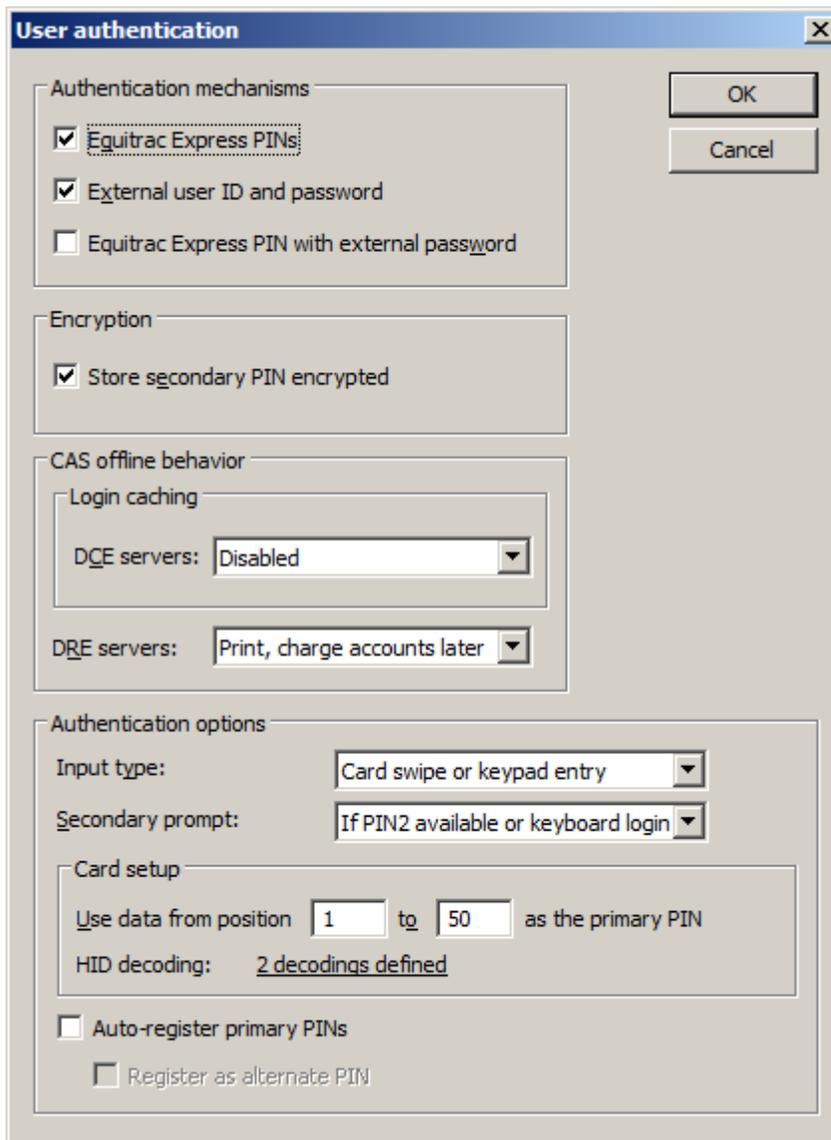 User authentication
Authentication mechanisms
OK
Equitrac Express PINs
Cancel
External user ID and password
Equitrac Express PIN with external password
Encryption
Store secondary PIN encrypted
CAS offline behavior
Login caching
DCE servers: Disabled
DRE servers: Print, charge accounts later
Authentication options
Input type: Card swipe or keypad entry
Secondary prompt: If PIN2 available or keyboard login
Card setup
Use data from position 1 to 50 as the primary PIN
HID decoding: 2 decodings defined
Auto-register primary PINs
Register as alternate PIN